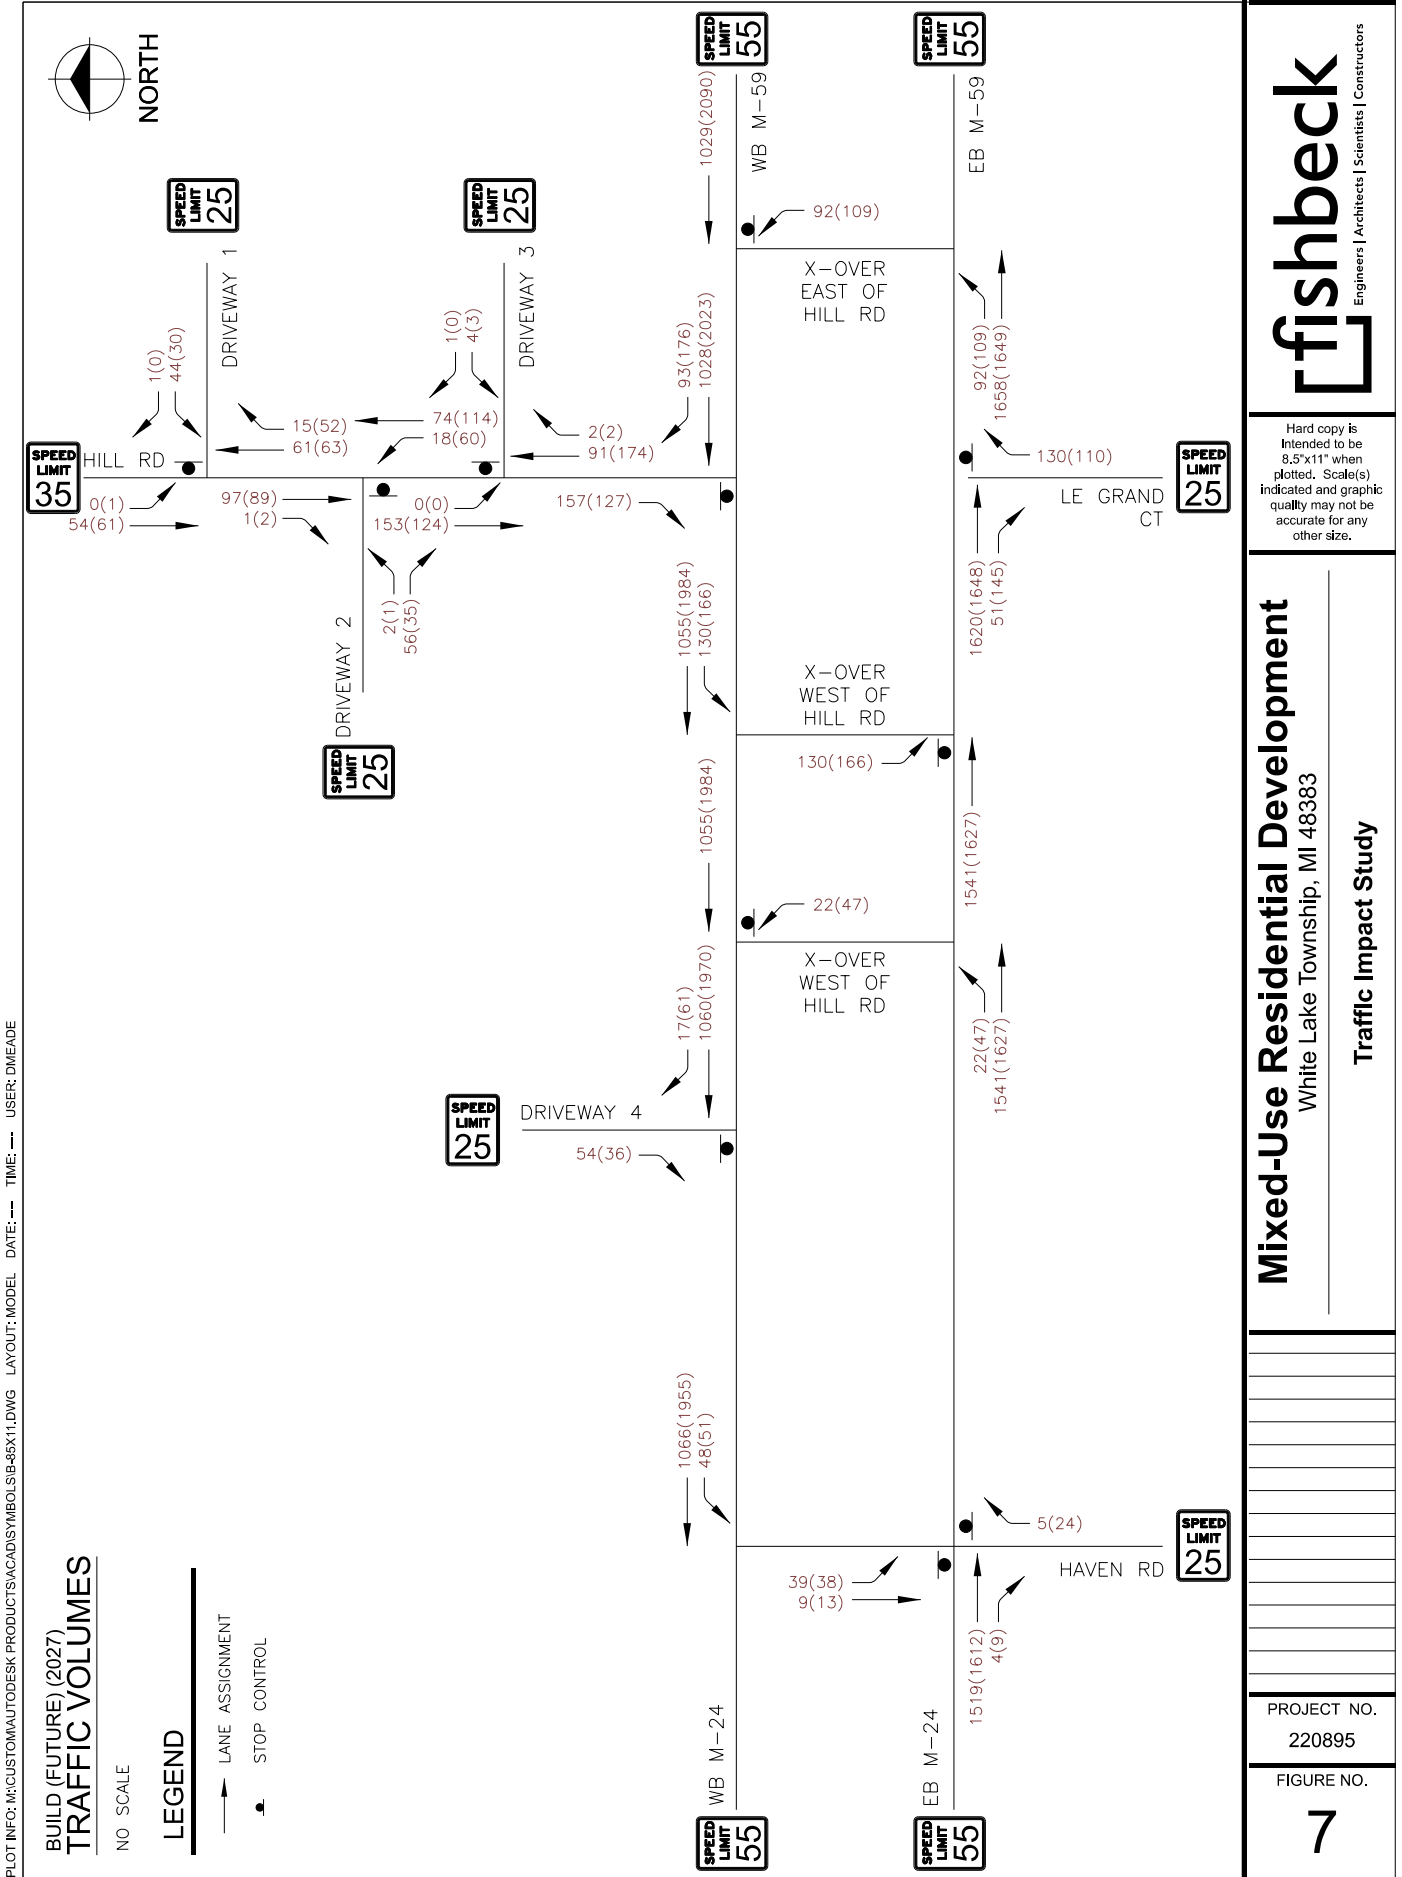 PLOT INFO: M:\CUSTOM\AUTODESK PRODUCTS\ACAD\SYMBOLS\B-85X11.DWG LAYOUT: MODEL DATE: --- TIME: --- USER: DMEADE
NORTH
SPEED
LIMIT
55
WB M-59
SPEED
LIMIT
55
EB M-59
1029(2090)
SPEED
LIMIT
25
DRIVEWAY 1
SPEED
LIMIT
25
DRIVEWAY 3
92(109)
X-OVER
EAST OF
HILL RD
1(0)
44(30)
1(0)
4(3)
93(176)
1028(2023)
92(109)
1658(1649)
15(52)
61(63)
74(114)
18(60)
2(2)
91(174)
130(110)
SPEED
LIMIT
35
HILL RD
0(1)
54(61)
97(89)
1(2)
0(0)
153(124)
157(127)
LE GRAND
CT
SPEED
LIMIT
25
2(1)
56(35)
1055(1984)
130(166)
1620(1648)
51(145)
DRIVEWAY 2
SPEED
LIMIT
25
X-OVER
WEST OF
HILL RD
130(166)
1055(1984)
1541(1627)
22(47)
X-OVER
WEST OF
HILL RD
17(61)
1060(1970)
22(47)
1541(1627)
SPEED
LIMIT
25
DRIVEWAY 4
54(36)
1066(1955)
48(51)
5(24)
HAVEN RD
SPEED
LIMIT
25
39(38)
9(13)
1519(1612)
4(9)
WB M-24
SPEED
LIMIT
55
EB M-24
SPEED
LIMIT
55
BUILD (FUTURE) (2027)
TRAFFIC VOLUMES
NO SCALE
LEGEND
LANE ASSIGNMENT
STOP CONTROL
fishbeck
Engineers | Architects | Scientists | Constructors
Hard copy is
intended to be
8.5"x11" when
plotted. Scale(s)
indicated and graphic
quality may not be
accurate for any
other size.
Mixed-Use Residential Development
White Lake Township, MI 48383
Traffic Impact Study
PROJECT NO.
220895
FIGURE NO.
7